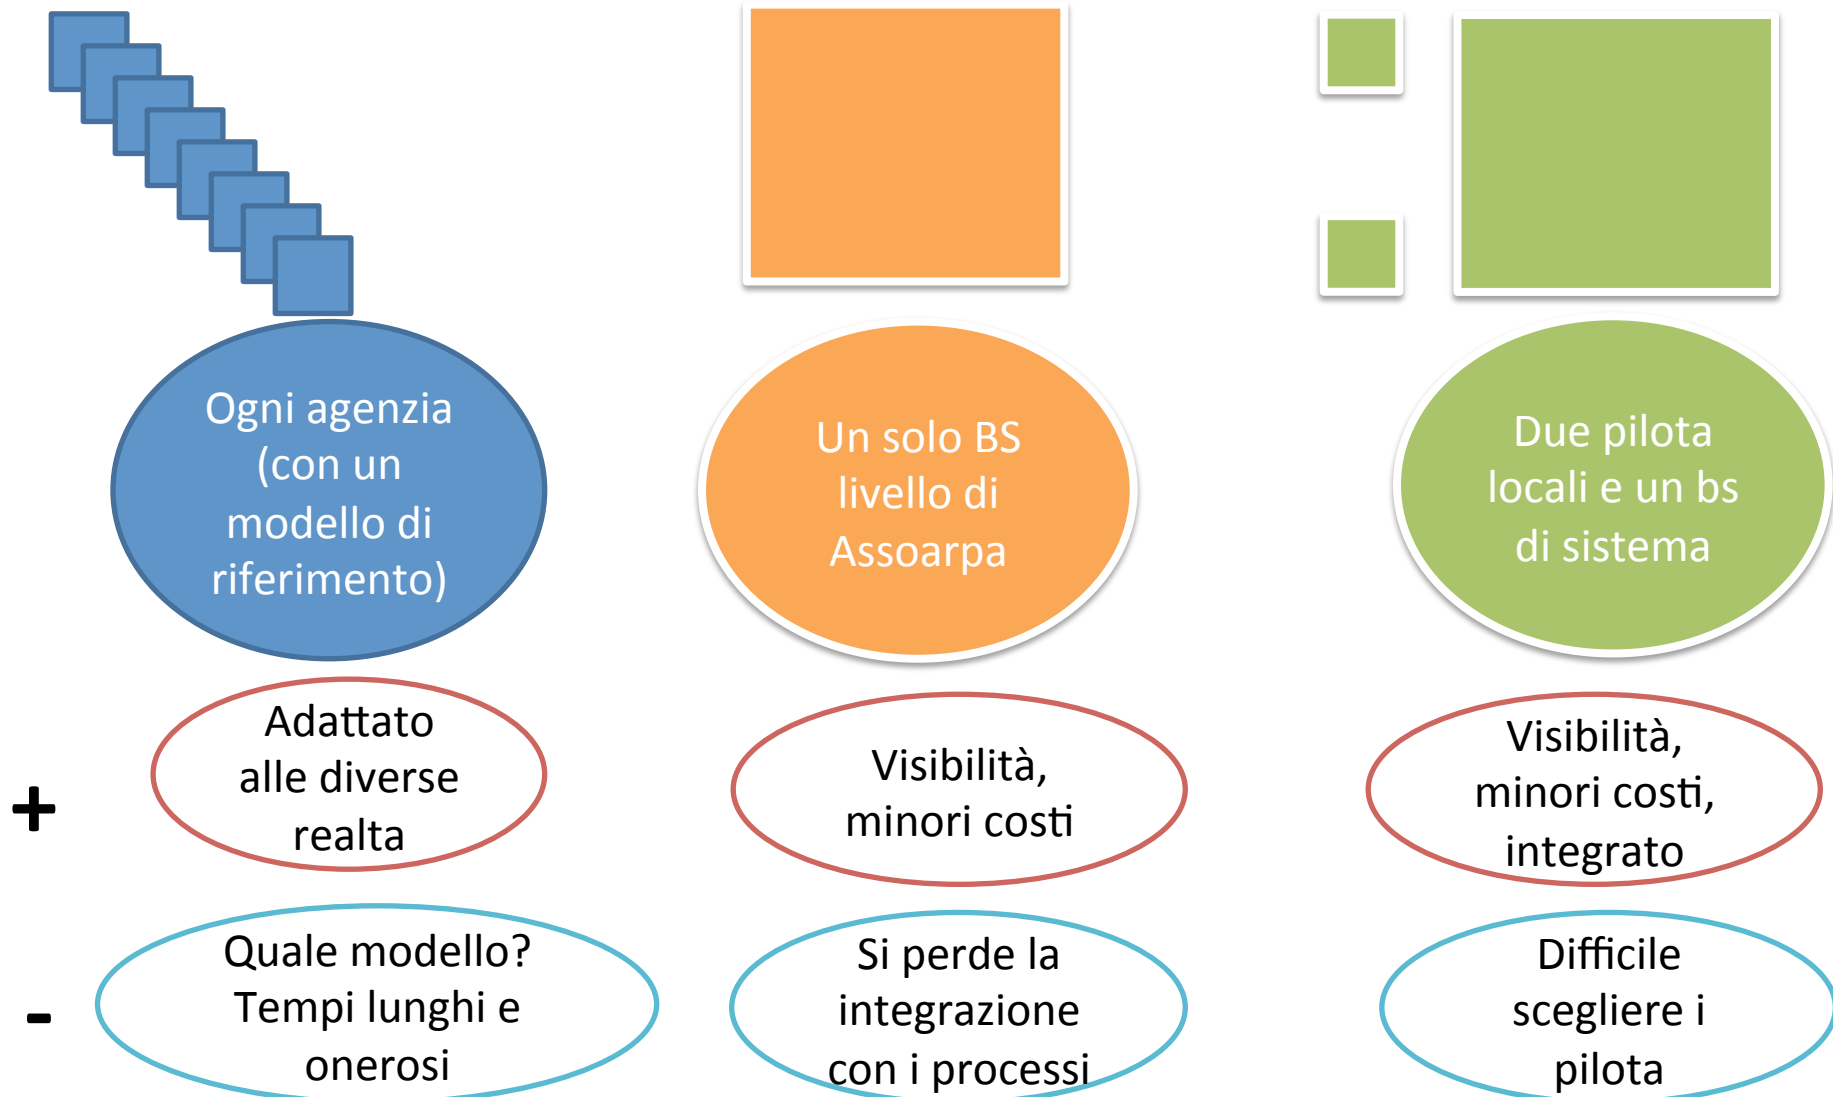 Ogni agenzia
(con un
modello di
riferimento)
Un solo BS
livello di
Assoarpa
Due pilota
locali e un bs
di sistema
+
Adattato
alle diverse
realta
Visibilità,
minori costi
Visibilità,
minori costi,
integrato
-
Quale modello?
Tempi lunghi e
onerosi
Si perde la
integrazione
con i processi
Difficile
scegliere i
pilota